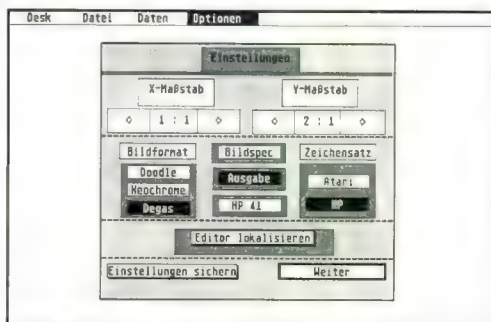 Desk Datei Daten Optionen
Einstellungen
X-Maßstab Y-Maßstab
◇ 1 : 1 ◇ ◇ 2 : 1 ◇
Bildformat Bildspec Zeichensatz
Doodle
Neochrome Ausgabe Atari
Degas HP 41 HP
Editor lokalisieren
Einstellungen sichern Weiter